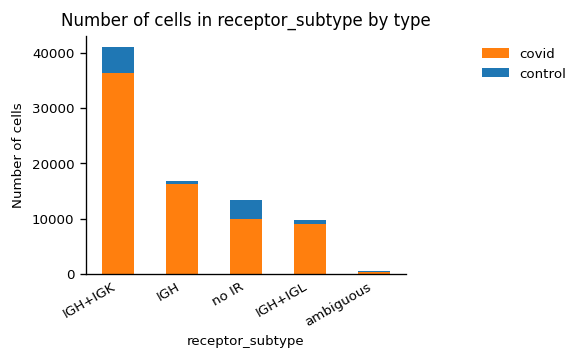 Number of cells in receptor_subtype by type
covid
control
Number of cells
40000
30000
20000
10000
0
IGH+IGK
IGH
no IR
IGH+IGL
ambiguous
receptor_subtype